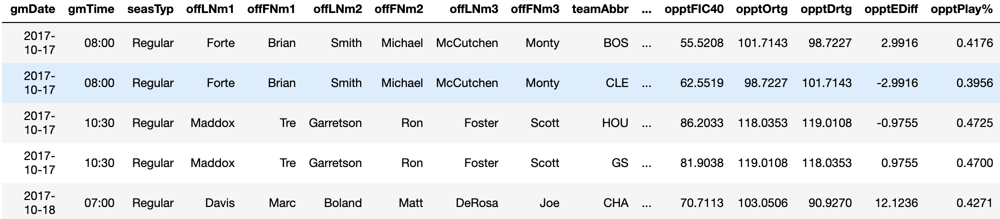 gmDate gmTime seasTyp offLNm1 offFNm1 offLNm2 offFNm2 offLNm3 offFNm3 teamAbbr ... opptFIC40 opptOrtg opptDrtg opptEDiff opptPlay%
2017-
10-17 08:00 Regular Forte Brian Smith Michael McCutchen Monty BOS ... 55.5208 101.7143 98.7227 2.9916 0.4176
2017-
10-17 08:00 Regular Forte Brian Smith Michael McCutchen Monty CLE ... 62.5519 98.7227 101.7143 -2.9916 0.3956
2017-
10-17 10:30 Regular Maddox Tre Garretson Ron Foster Scott HOU ... 86.2033 118.0353 119.0108 -0.9755 0.4725
2017-
10-17 10:30 Regular Maddox Tre Garretson Ron Foster Scott GS ... 81.9038 119.0108 118.0353 0.9755 0.4700
2017-
10-18 07:00 Regular Davis Marc Boland Matt DeRosa Joe CHA ... 70.7113 103.0506 90.9270 12.1236 0.4271